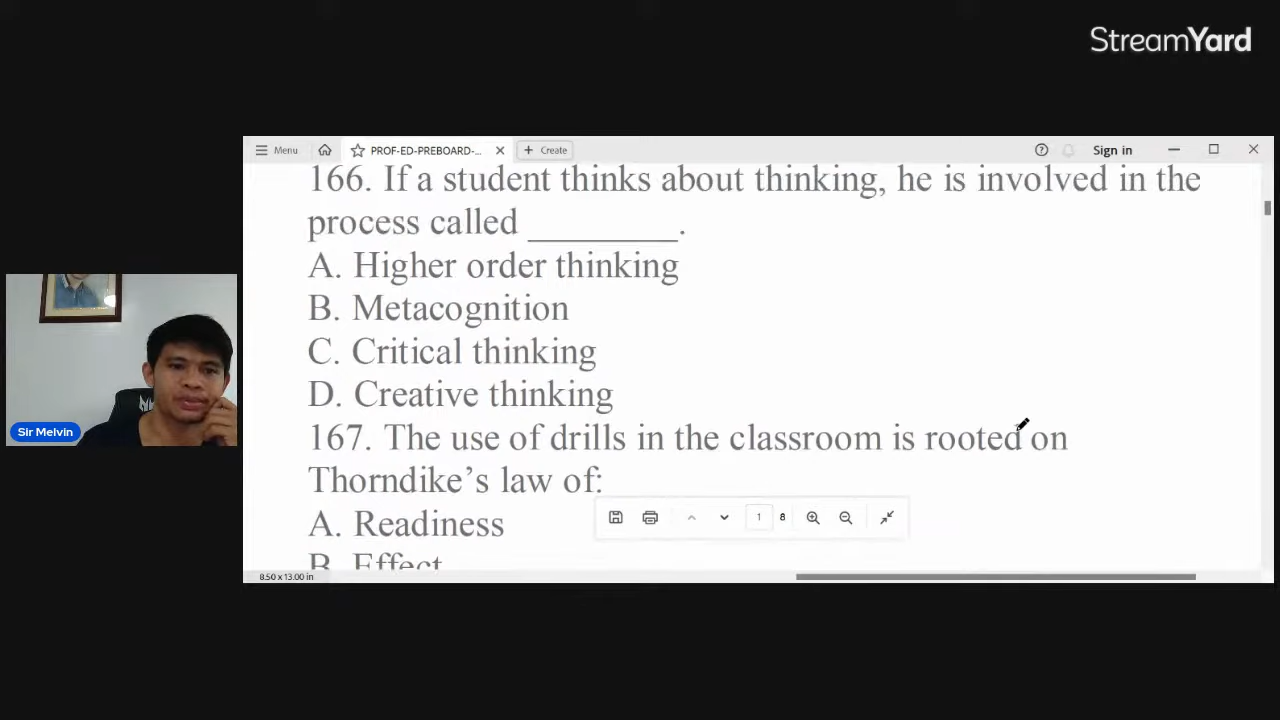 StreamYard
Menu
PROF-ED-PREBOARD-...
Create
Sign in
166. If a student thinks about thinking, he is involved in the
process called ________.
A. Higher order thinking
B. Metacognition
C. Critical thinking
D. Creative thinking
167. The use of drills in the classroom is rooted on
Thorndike’s law of:
A. Readiness
B. Effect
1 8
8.50 x 13.00 in
Sir Melvin